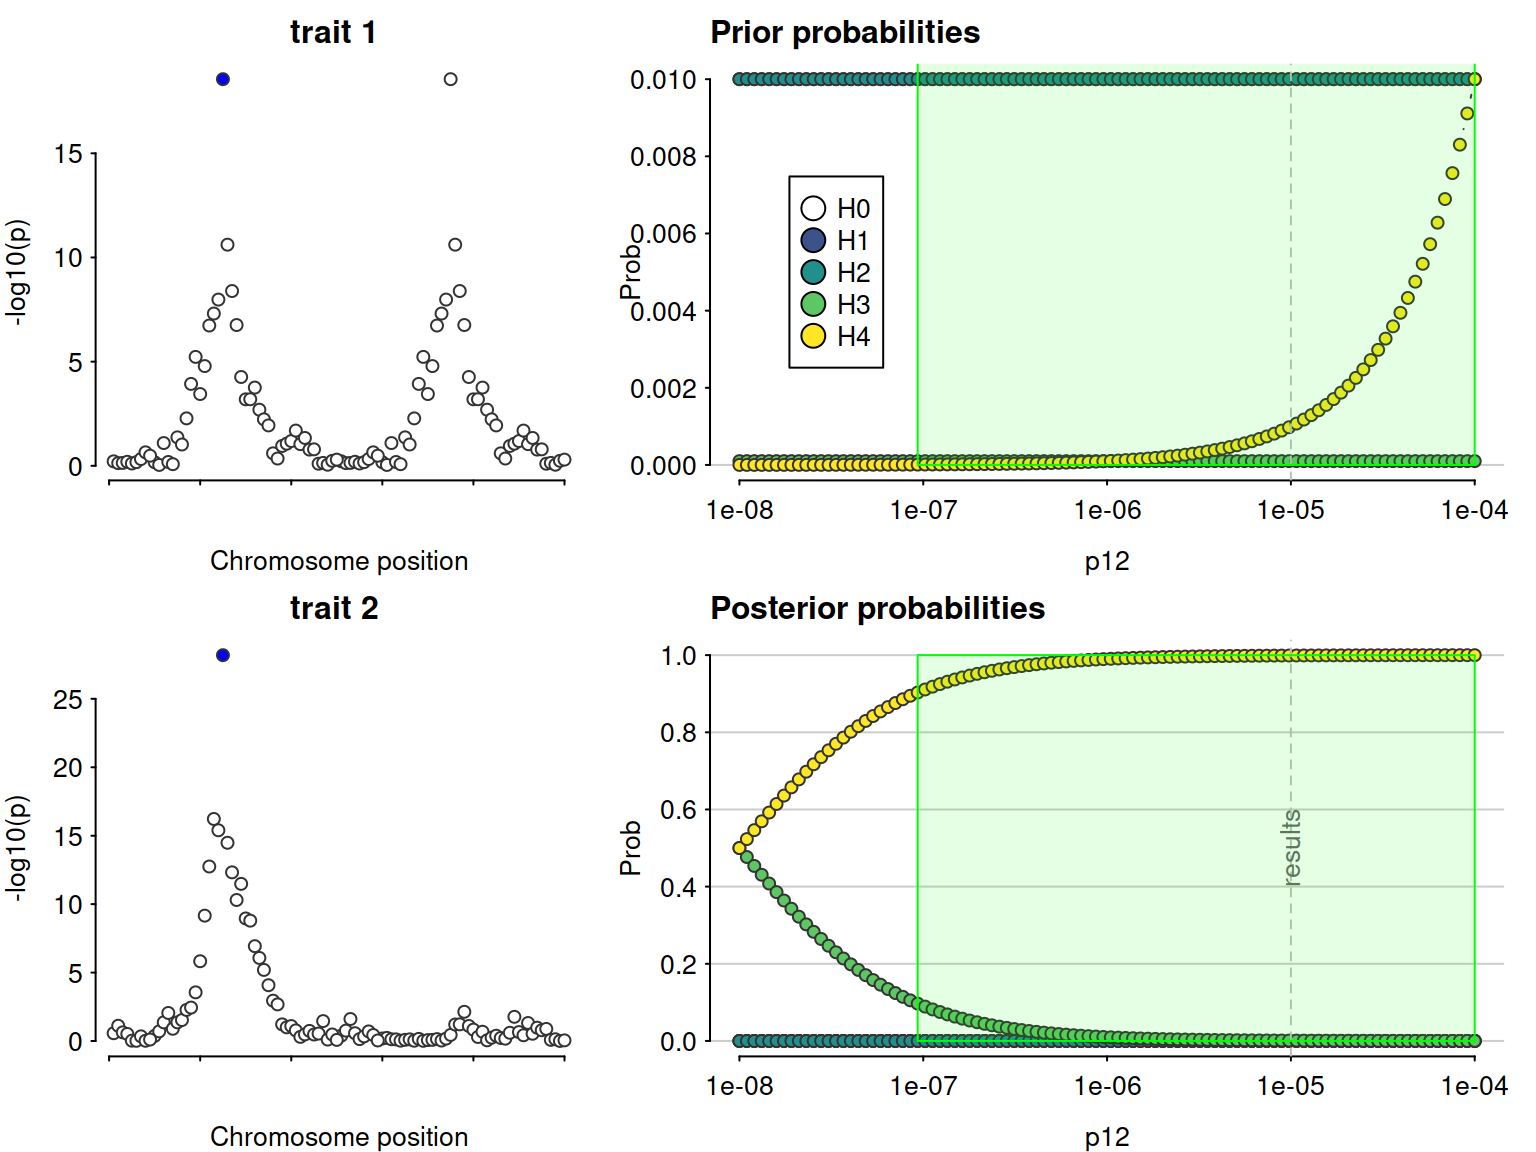 trait 1
-log10(p)
15
10
5
0
Chromosome position
Prior probabilities
Prob
0.010
0.008
0.006
0.004
0.002
0.000
H0
H1
H2
H3
H4
1e-08 1e-07 1e-06 1e-05 1e-04
p12
trait 2
-log10(p)
25
20
15
10
5
0
Chromosome position
Posterior probabilities
Prob
1.0
0.8
0.6
0.4
0.2
0.0
results
1e-08 1e-07 1e-06 1e-05 1e-04
p12